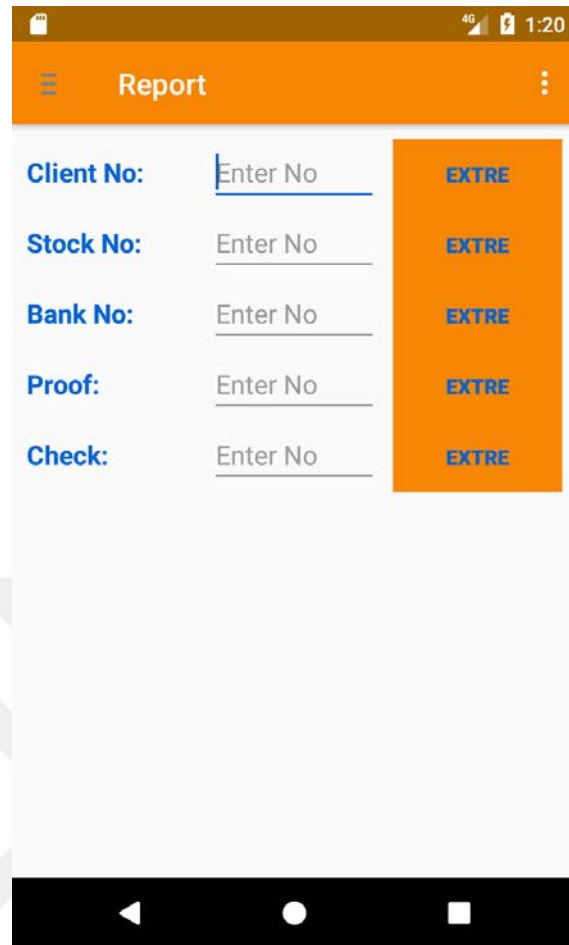 4G 1:20
Report
Client No: Enter No EXTRE
Stock No: Enter No EXTRE
Bank No: Enter No EXTRE
Proof: Enter No EXTRE
Check: Enter No EXTRE